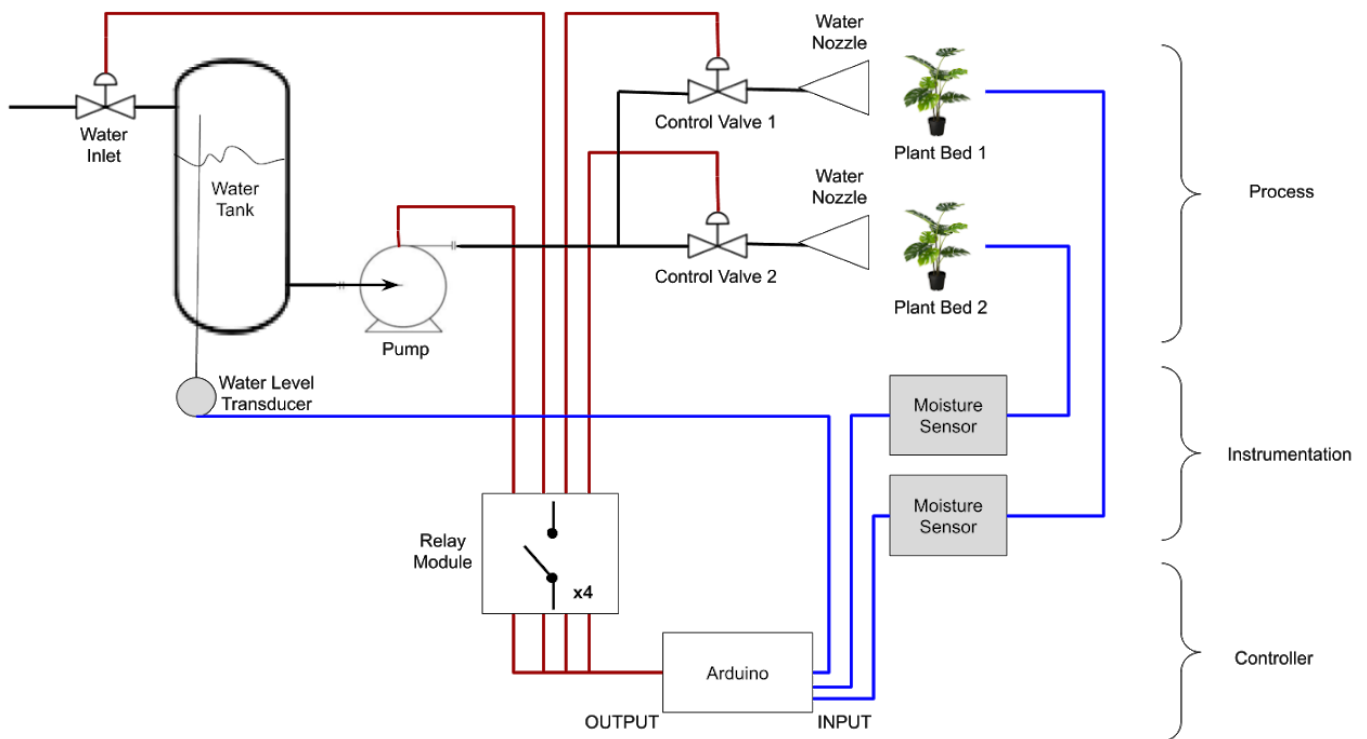 Water
Nozzle
Water
Inlet
Control Valve 1
Plant Bed 1
Water
Tank
Water
Nozzle
Process
Control Valve 2
Plant Bed 2
Pump
Water Level
Transducer
Moisture
Sensor
Instrumentation
Moisture
Sensor
Relay
Module
x4
Arduino
Controller
OUTPUT
INPUT